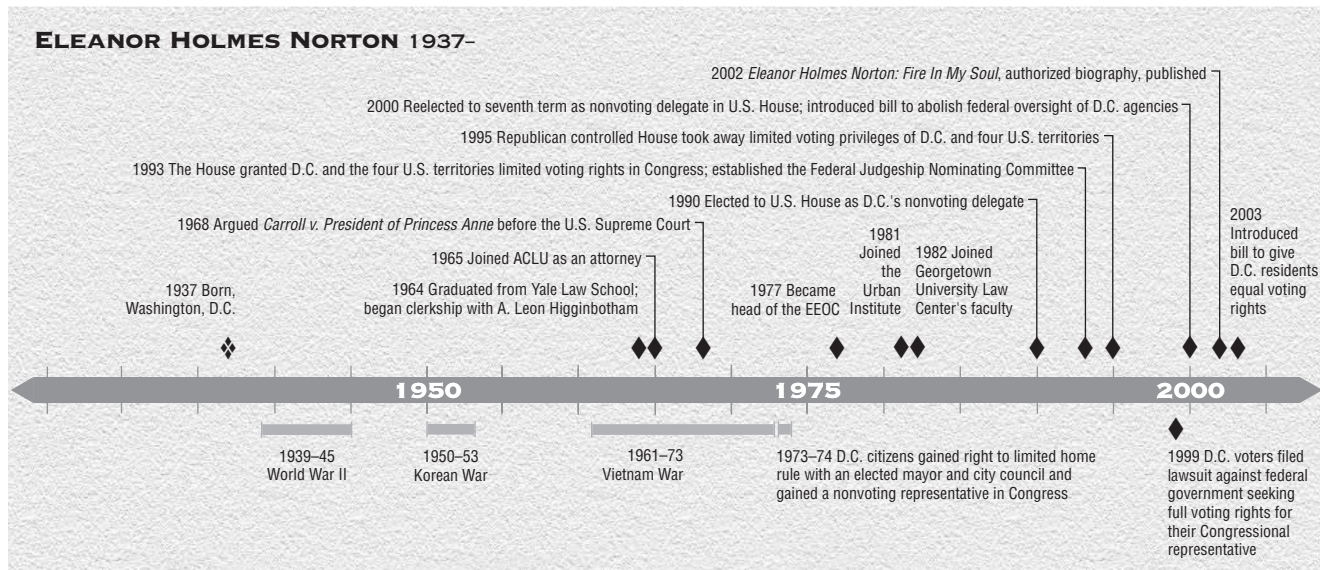 ELEANOR HOLMES NORTON 1937–
2002 Eleanor Holmes Norton: Fire In My Soul, authorized biography, published
2000 Reelected to seventh term as nonvoting delegate in U.S. House; introduced bill to abolish federal oversight of D.C. agencies
1995 Republican controlled House took away limited voting privileges of D.C. and four U.S. territories
1993 The House granted D.C. and the four U.S. territories limited voting rights in Congress; established the Federal Judgeship Nominating Committee
1990 Elected to U.S. House as D.C.'s nonvoting delegate
1968 Argued Carroll v. President of Princess Anne before the U.S. Supreme Court
1965 Joined ACLU as an attorney
1964 Graduated from Yale Law School;
began clerkship with A. Leon Higginbotham
1937 Born,
Washington, D.C.
1977 Became
head of the EEOC
1981
Joined
the
Urban
Institute
1982 Joined
Georgetown
University Law
Center's faculty
2003
Introduced
bill to give
D.C. residents
equal voting
rights
1950
1975
2000
1939–45
World War II
1950–53
Korean War
1961–73
Vietnam War
1973–74 D.C. citizens gained right to limited home
rule with an elected mayor and city council and
gained a nonvoting representative in Congress
1999 D.C. voters filed
lawsuit against federal
government seeking
full voting rights for
their Congressional
representative